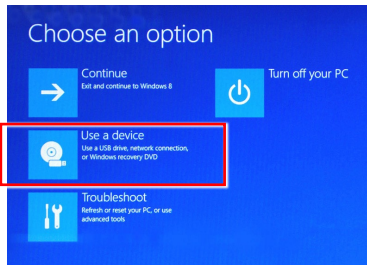 Choose an option
Continue
Exit and continue to Windows 8
Turn off your PC
Use a device
Use a USB drive, network connection,
or Windows recovery DVD
Troubleshoot
Refresh or reset your PC, or use
advanced tools